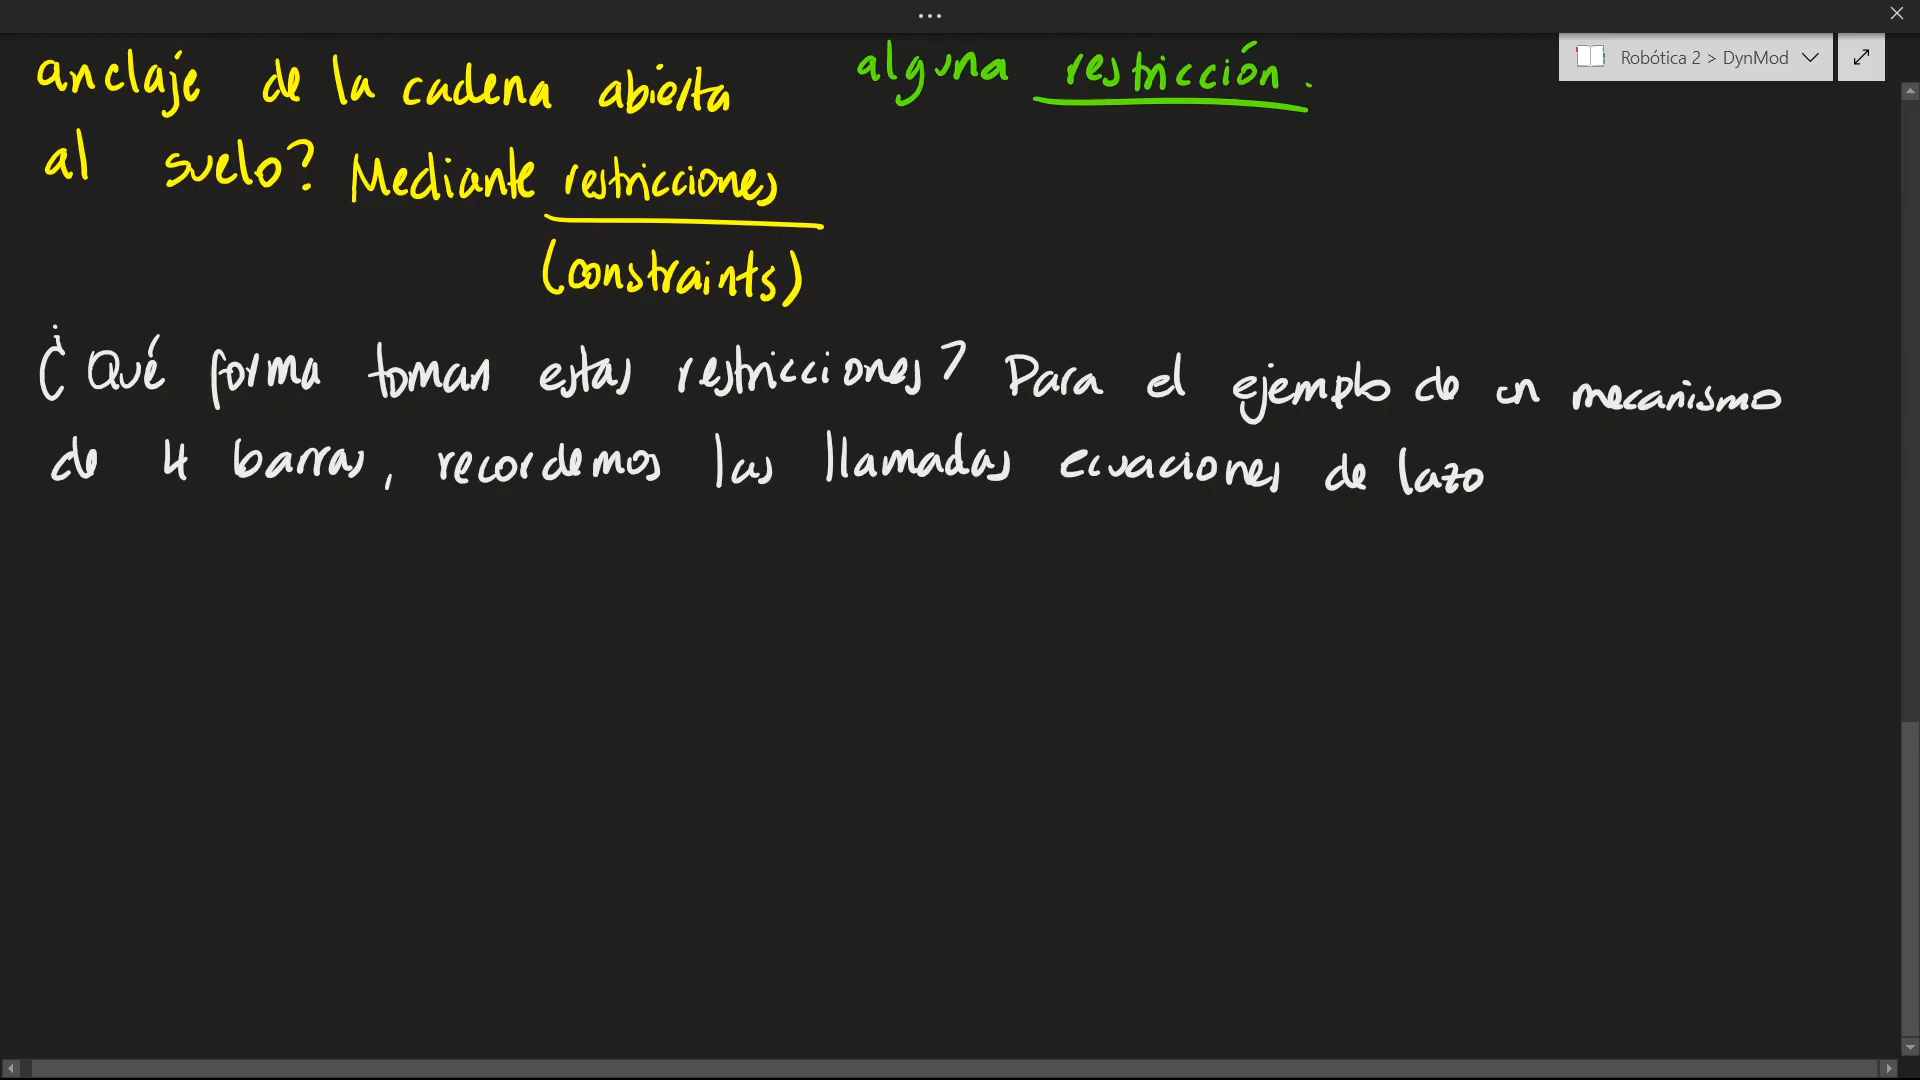 Robótica 2 > DynMod
anclaje de la cadena abierta
al suelo? Mediante restricciones
(constraints)
alguna restricción.
¿Qué forma toman estas restricciones? Para el ejemplo de un mecanismo
de 4 barras, recordemos las llamadas ecuaciones de lazo